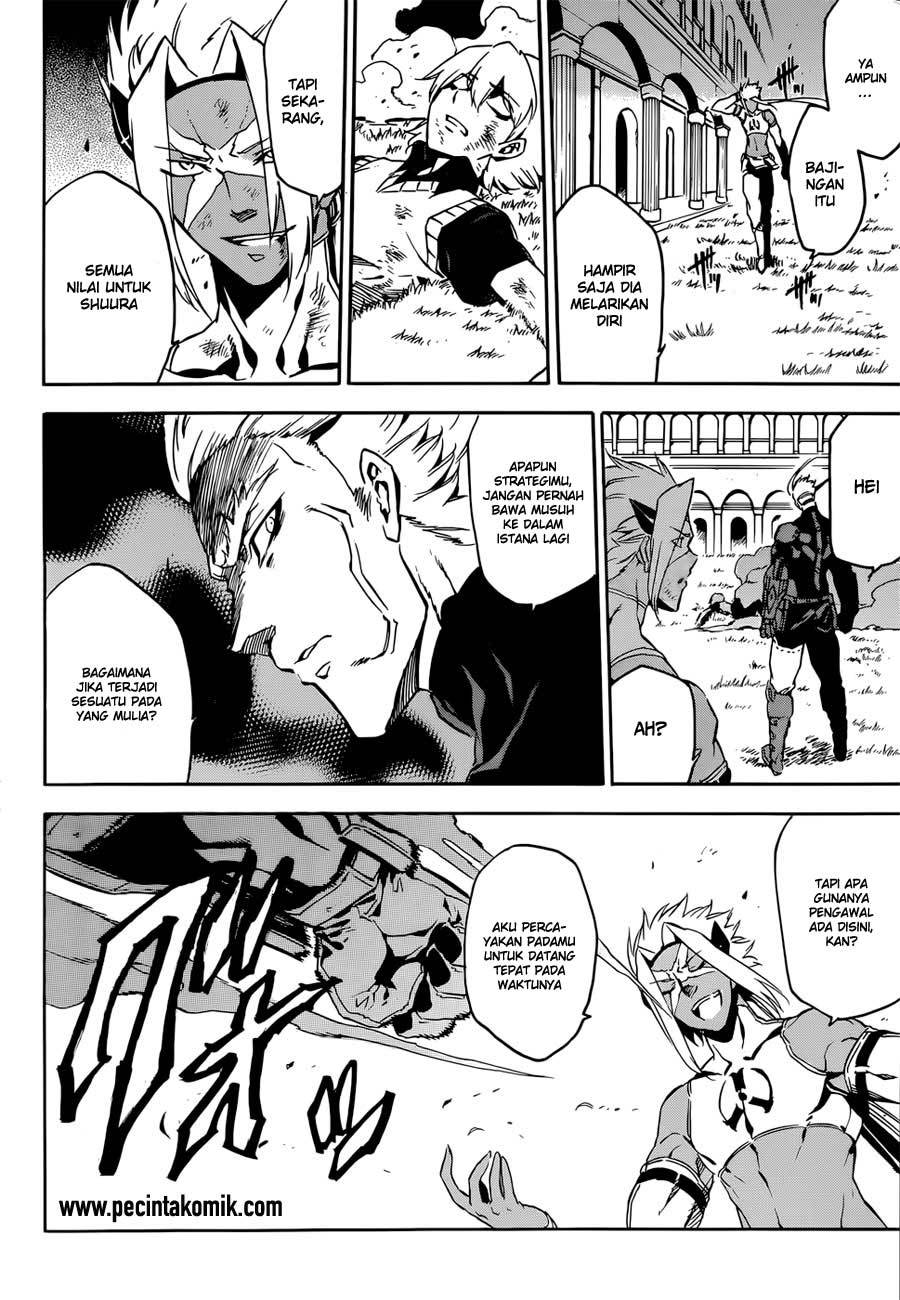 YA
AMPUN
...
BAJI-
NGAN
ITU
HAMPIR
SAJA DIA
MELARIKAN
DIRI
TAPI
SEKA-
RANG,
SEMUA
NILAI UNTUK
SHUURA
HEI
AH?
APAPUN
STRATEGIMU,
JANGAN PERNAH
BAWA MUSUH
KE DALAM
ISTANA LAGI
BAGAIMANA
JIKA TERJADI
SESUATU PADA
YANG MULIA?
TAPI APA
GUNANYA
PENGAWAL
ADA DISINI,
KAN?
AKU PERCA-
YAKAN PADAMU
UNTUK DATANG
TEPAT PADA
WAKTUNYA
www.pecintakomik.com